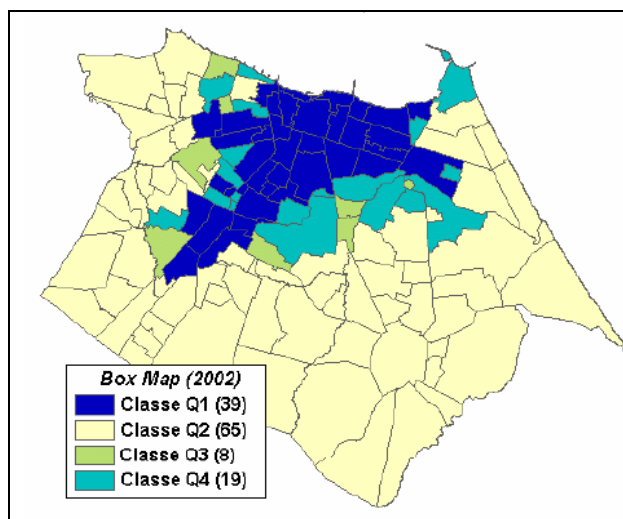 Box Map (2002)
Classe Q1 (39)
Classe Q2 (65)
Classe Q3 (8)
Classe Q4 (19)